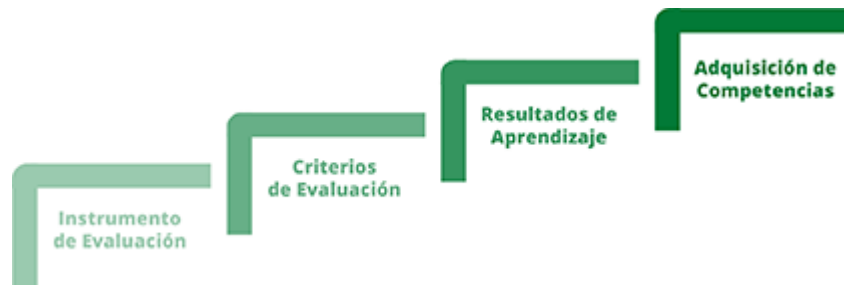 Instrumento
de Evaluación
Criterios
de Evaluación
Resultados de
Aprendizaje
Adquisición de
Competencias